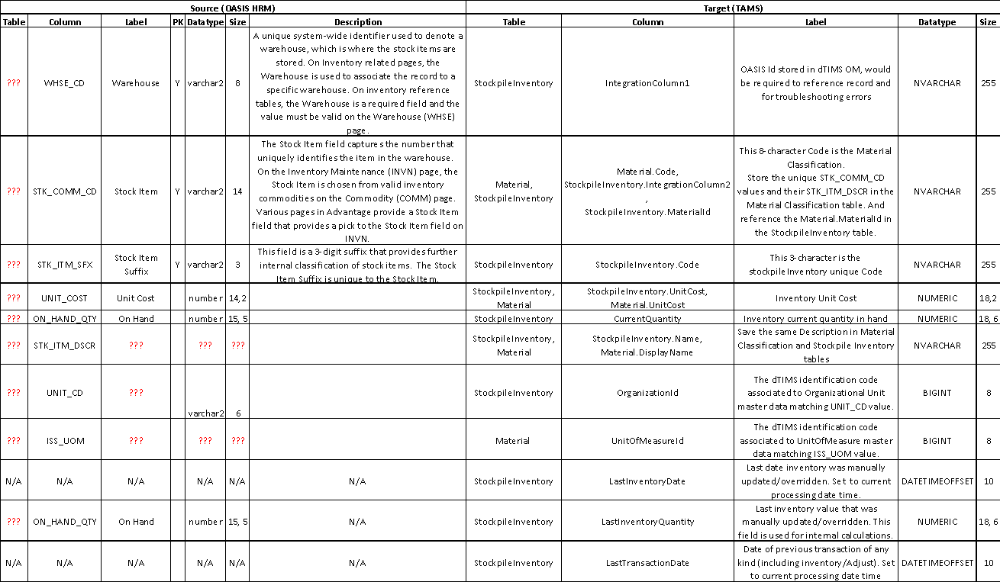 Source (OASIS HRM) Target (TAMS)
Table Column Label PK Datatype Size Description Table Column Label Datatype Size
??? WHSE_CD Warehouse Y varchar2 8
A unique system-wide identifier used to denote a
warehouse, which is where the stock items are
stored. On Inventory related pages, the
Warehouse is used to associate the record to a
specific warehouse. On inventory reference
tables, the Warehouse is a required field and the
value must be valid on the Warehouse (WHSE)
page.
StockpileInventory IntegrationColumn1
OASIS Id stored in dTIMS OM, would
be required to reference record and
for troubleshooting errors
NVARCHAR 255
??? STK_COMM_CD Stock Item Y varchar2 14
The Stock Item field captures the number that
uniquely identifies the item in the warehouse.
On the Inventory Maintenance (INVN) page, the
Stock Item is chosen from valid inventory
commodities on the Commodity (COMM) page.
Various pages in Advantage provide a Stock Item
field that provides a pick to the Stock Item field on
INVN.
Material,
StockpileInventory
Material.Code,
StockpileInventory.IntegrationColumn2
,
StockpileInventory.MaterialId
This 8-character Code is the Material
Classification.
Store the unique STK_COMM_CD
values and their STK_ITM_DSCR in the
Material Classification table. And
reference the Material.MaterialId in
the StockpileInventory table.
NVARCHAR 255
??? STK_ITM_SFX
Stock Item
Suffix
Y varchar2 3
This field is a 3-digit suffix that provides further
internal classification of stock items. The Stock
Item Suffix is unique to the Stock Item.
StockpileInventory StockpileInventory.Code
This 3-character is the
stockpileInventory unique Code
NVARCHAR 255
??? UNIT_COST Unit Cost number 14,2
StockpileInventory,
Material
StockpileInventory.UnitCost,
Material.UnitCost
Inventory Unit Cost NUMERIC 18,2
??? ON_HAND_QTY On Hand number 15, 5 StockpileInventory CurrentQuantity Inventory current quantity in hand NUMERIC 18, 6
??? STK_ITM_DSCR ??? ??? ???
StockpileInventory,
Material
StockpileInventory.Name,
Material.DisplayName
Save the same Description in Material
Classification and Stockpile Inventory
tables
NVARCHAR 255
??? UNIT_CD ??? varchar2 6 StockpileInventory OrganizationId
The dTIMS identification code
associated to Organizational Unit
master data matching UNIT_CD value.
BIGINT 8
??? ISS_UOM ??? ??? ??? Material UnitOfMeasureId
The dTIMS identification code
associated to UnitOfMeasure master
data matching ISS_UOM value.
BIGINT 8
N/A N/A N/A N/A N/A N/A StockpileInventory LastInventoryDate
Last date inventory was manually
updated/overridden. Set to current
processing date time.
DATETIMEOFFSET 10
??? ON_HAND_QTY On Hand number 15, 5 N/A StockpileInventory LastInventoryQuantity
Last inventory value that was
manually updated/overridden. This
field is used for internal calculations.
NUMERIC 18, 6
N/A N/A N/A N/A N/A N/A StockpileInventory LastTransactionDate
Date of previous transaction of any
kind (including inventory/Adjust). Set
to current processing date time
DATETIMEOFFSET 10